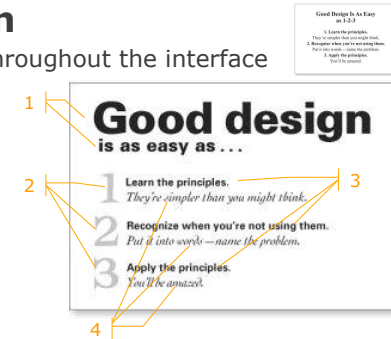 n
Good Design Is As Easy
as 1-2-3
1. Learn the principles.
They're simpler than you might think.
2. Recognize when you're not using them.
Put it into words -- name the problem.
3. Apply the principles.
You'll be amazed.
hroughout the interface
1
Good design
is as easy as...
2
3
1 Learn the principles.
They're simpler than you might think.
2 Recognize when you're not using them.
Put it into words—name the problem.
3 Apply the principles.
You'll be amazed.
4